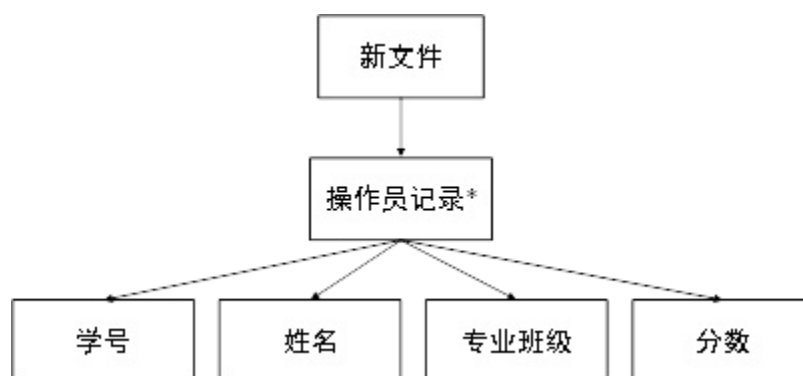 新文件
操作员记录*
学号
姓名
专业班级
分数